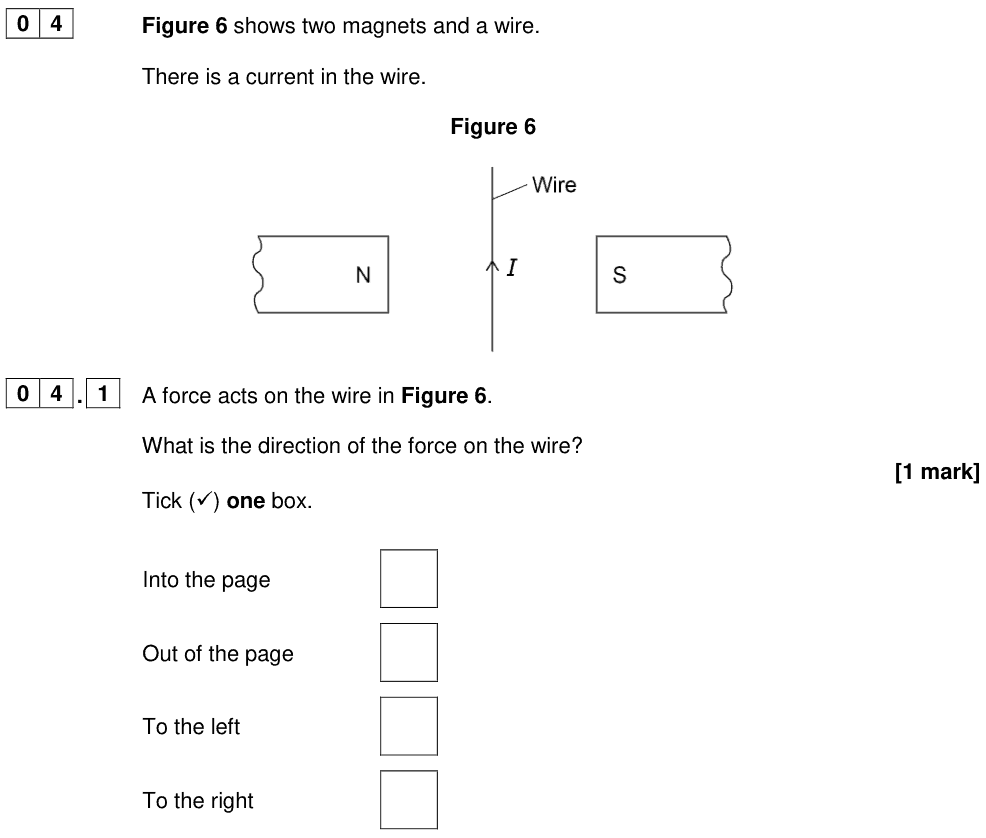 0 4 Figure 6 shows two magnets and a wire.
There is a current in the wire.
Figure 6
Wire
N I S
0 4 . 1 A force acts on the wire in Figure 6.
What is the direction of the force on the wire?
[1 mark]
Tick (✓) one box.
Into the page
Out of the page
To the left
To the right